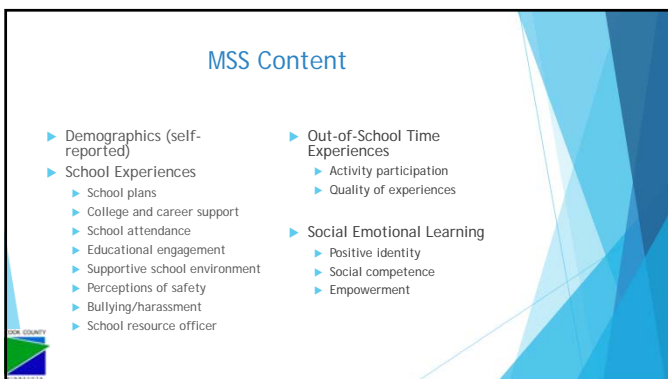 MSS Content
Demographics (self-
reported)
School Experiences
School plans
College and career support
School attendance
Educational engagement
Supportive school environment
Perceptions of safety
Bullying/harassment
School resource officer
Out-of-School Time
Experiences
Activity participation
Quality of experiences
Social Emotional Learning
Positive identity
Social competence
Empowerment
COUNTY